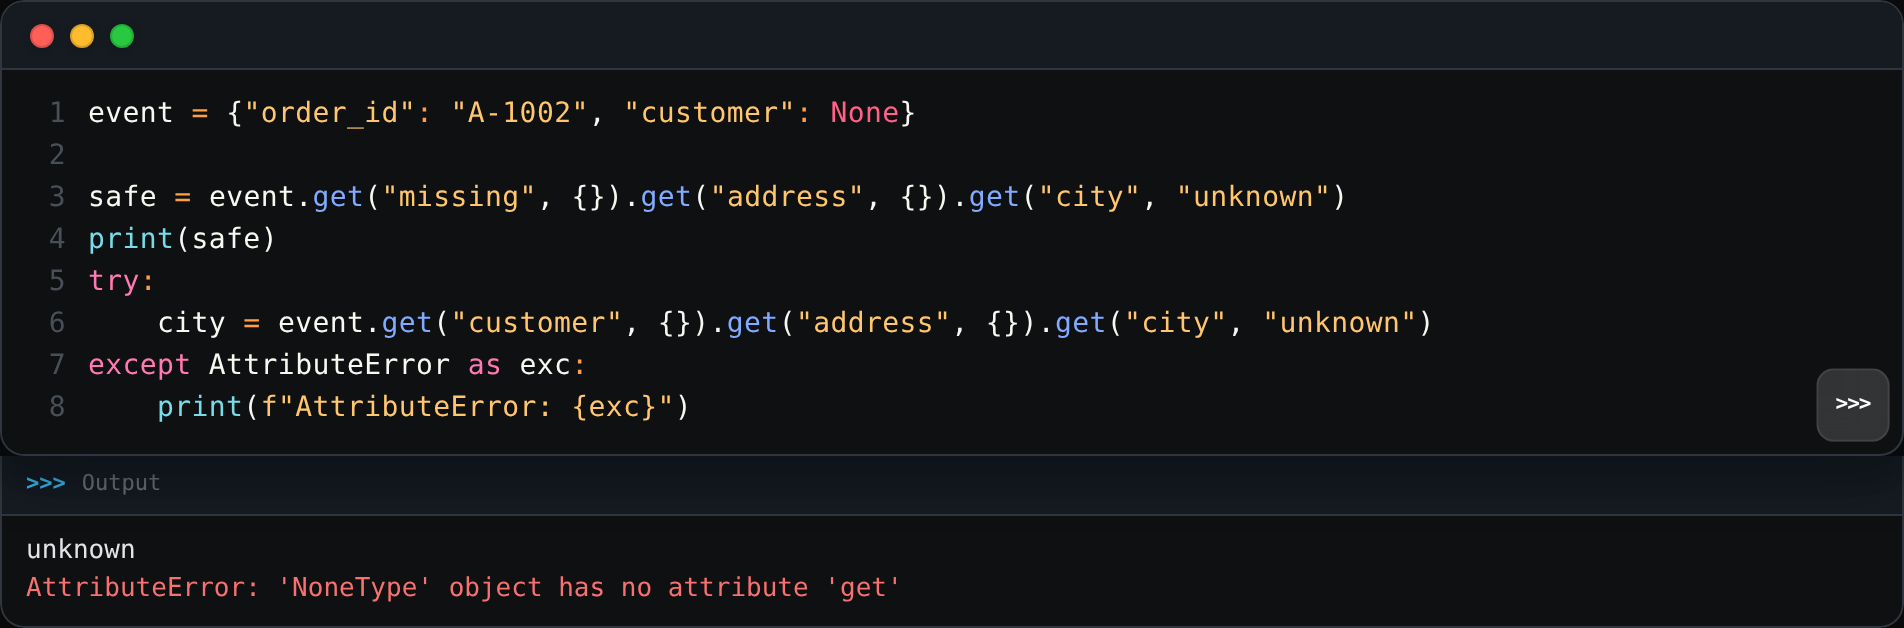 1 event = {"order_id": "A-1002", "customer": None}
2
3 safe = event.get("missing", {}).get("address", {}).get("city", "unknown")
4 print(safe)
5 try:
6     city = event.get("customer", {}).get("address", {}).get("city", "unknown")
7 except AttributeError as exc:
8     print(f"AttributeError: {exc}")
>>>
>>> Output
unknown
AttributeError: 'NoneType' object has no attribute 'get'